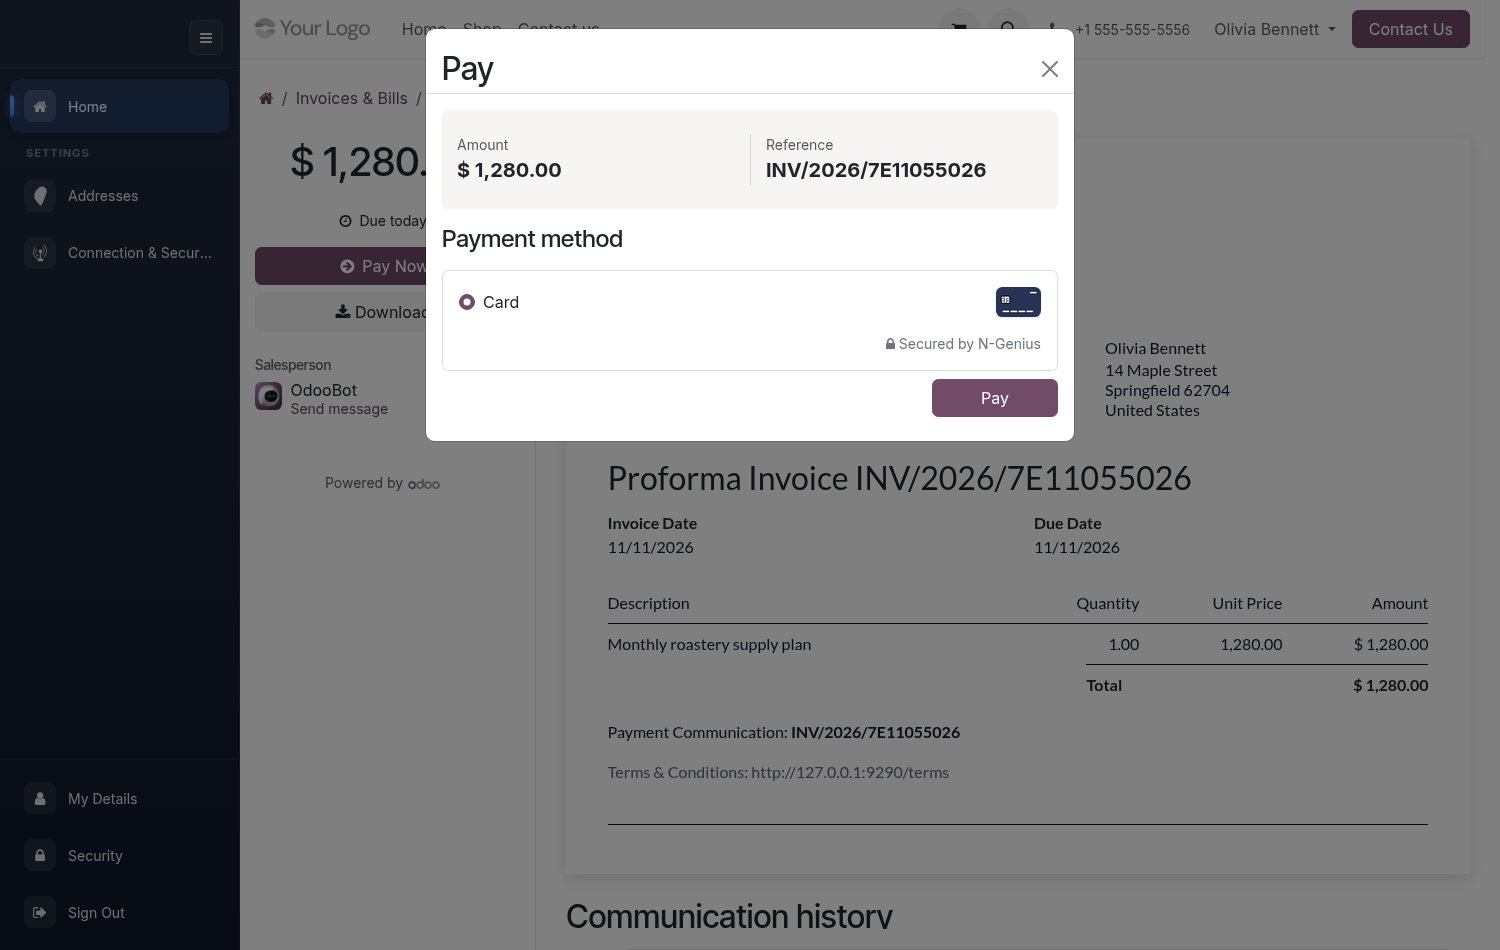 Your Logo
Home Shop Contact us
+1 555-555-5556
Olivia Bennett
Contact Us
Home
SETTINGS
Addresses
Connection & Secur...
My Details
Security
Sign Out
/ Invoices & Bills /
$ 1,280.
Due today
Pay Now
Download
Salesperson
OdooBot
Send message
Powered by odoo
Pay
Amount
$ 1,280.00
Reference
INV/2026/7E11055026
Payment method
Card
Secured by N-Genius
Pay
Olivia Bennett
14 Maple Street
Springfield 62704
United States
Proforma Invoice INV/2026/7E11055026
Invoice Date Due Date
11/11/2026 11/11/2026
Description Quantity Unit Price Amount
Monthly roastery supply plan 1.00 1,280.00 $ 1,280.00
Total $ 1,280.00
Payment Communication: INV/2026/7E11055026
Terms & Conditions: http://127.0.0.1:9290/terms
Communication history